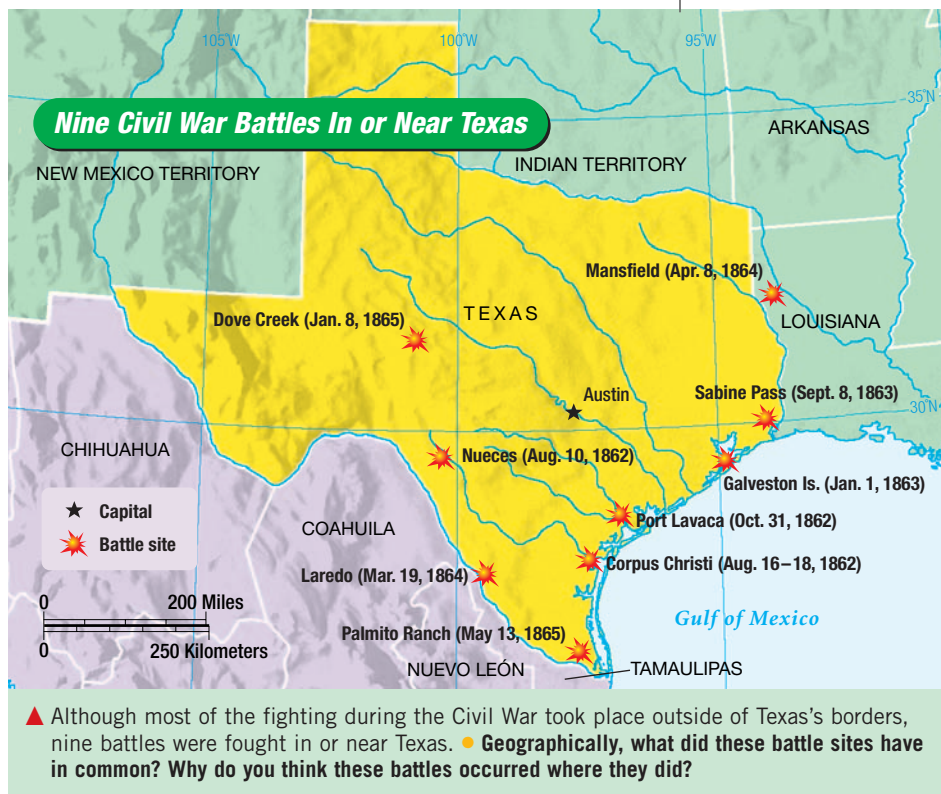 105°W
100°W
95°W
35°N
Nine Civil War Battles In or Near Texas
ARKANSAS
INDIAN TERRITORY
NEW MEXICO TERRITORY
Mansfield (Apr. 8, 1864)
TEXAS
Dove Creek (Jan. 8, 1865)
LOUISIANA
Austin
Sabine Pass (Sept. 8, 1863)
30°N
CHIHUAHUA
Nueces (Aug. 10, 1862)
Galveston Is. (Jan. 1, 1863)
Capital
Battle site
COAHUILA
Port Lavaca (Oct. 31, 1862)
Corpus Christi (Aug. 16–18, 1862)
Laredo (Mar. 19, 1864)
0 200 Miles
0 250 Kilometers
Gulf of Mexico
Palmito Ranch (May 13, 1865)
NUEVO LEÓN
TAMAULIPAS
▲ Although most of the fighting during the Civil War took place outside of Texas's borders,
nine battles were fought in or near Texas. • Geographically, what did these battle sites have
in common? Why do you think these battles occurred where they did?